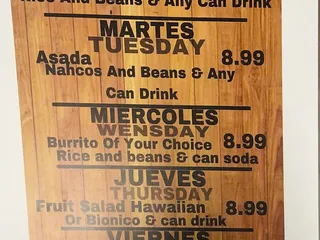 Rice And Beans & Any Can Drink
MARTES
TUESDAY
Asada 8.99
Nancos And Beans & Any
Can Drink
MIERCOLES
WENSDAY
Burrito Of Your Choice 8.99
Rice and beans & can soda
JUEVES
THURSDAY
Fruit Salad Hawaiian 8.99
Or Bionico & can drink
VIERNES